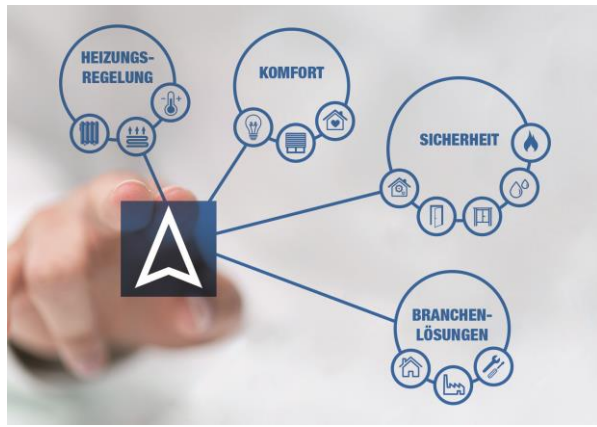 HEIZUNGS-
REGELUNG
KOMFORT
SICHERHEIT
BRANCHEN-
LÖSUNGEN